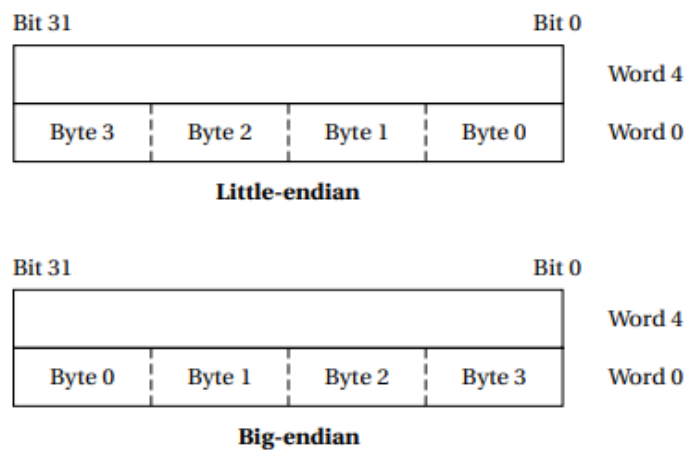 Bit 31 Bit 0
Word 4
Byte 3 Byte 2 Byte 1 Byte 0 Word 0
Little-endian
Bit 31 Bit 0
Word 4
Byte 0 Byte 1 Byte 2 Byte 3 Word 0
Big-endian